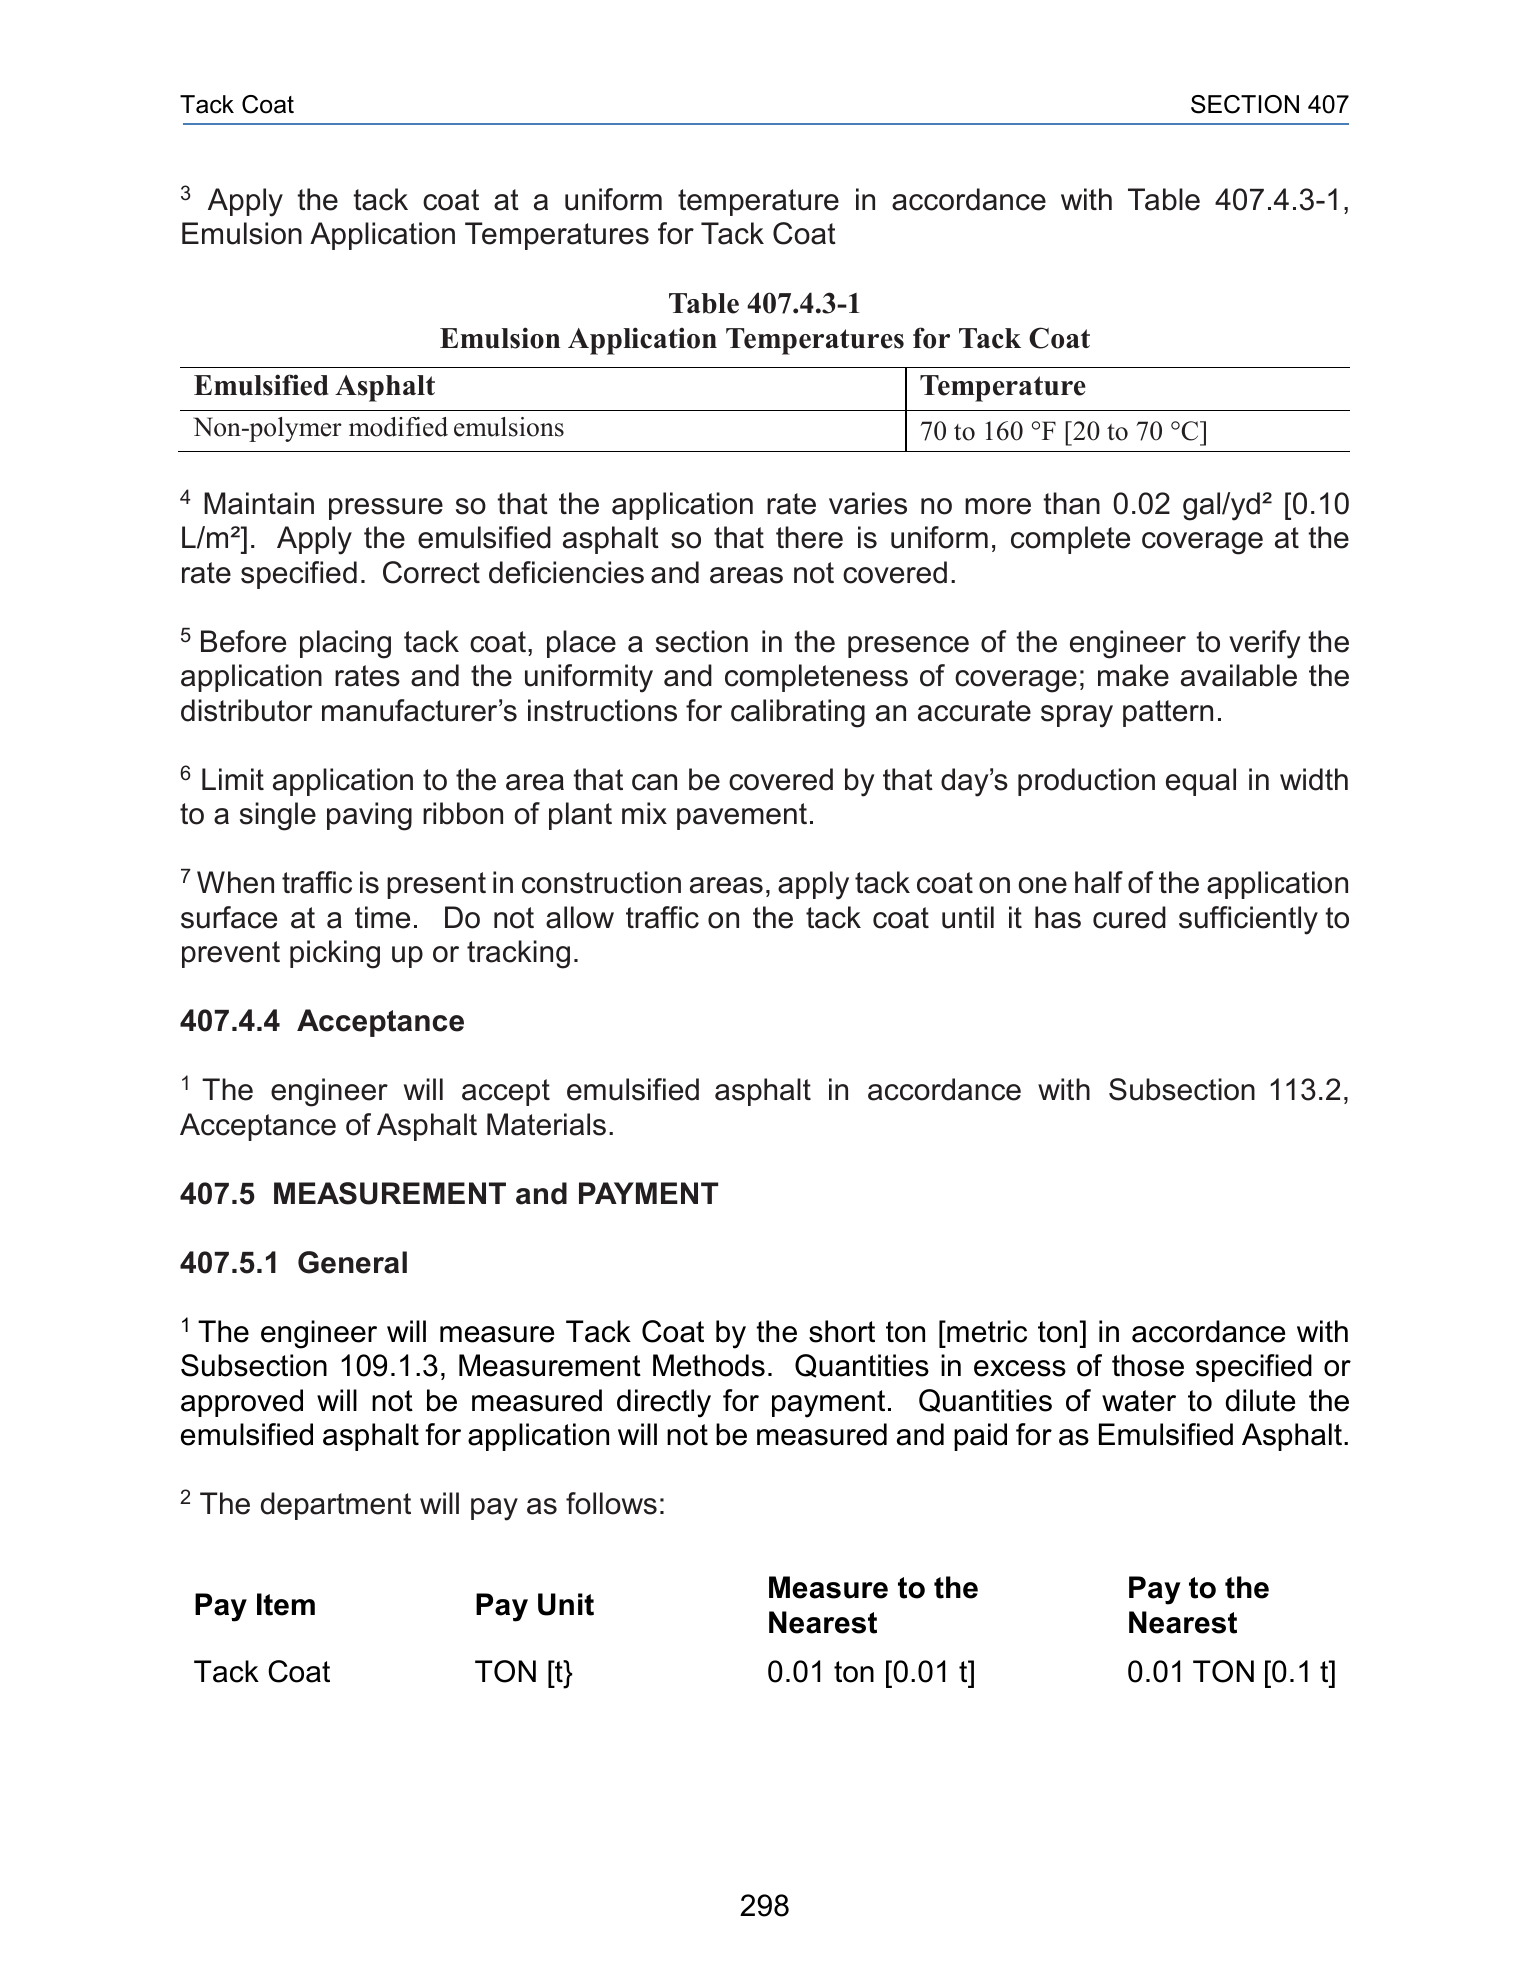 Tack Coat SECTION 407
³ Apply the tack coat at a uniform temperature in accordance with Table 407.4.3-1,
Emulsion Application Temperatures for Tack Coat
Table 407.4.3-1
Emulsion Application Temperatures for Tack Coat
Emulsified Asphalt Temperature
Non-polymer modified emulsions 70 to 160 °F [20 to 70 °C]
⁴ Maintain pressure so that the application rate varies no more than 0.02 gal/yd² [0.10
L/m²]. Apply the emulsified asphalt so that there is uniform, complete coverage at the
rate specified. Correct deficiencies and areas not covered.
⁵ Before placing tack coat, place a section in the presence of the engineer to verify the
application rates and the uniformity and completeness of coverage; make available the
distributor manufacturer’s instructions for calibrating an accurate spray pattern.
⁶ Limit application to the area that can be covered by that day’s production equal in width
to a single paving ribbon of plant mix pavement.
⁷ When traffic is present in construction areas, apply tack coat on one half of the application
surface at a time. Do not allow traffic on the tack coat until it has cured sufficiently to
prevent picking up or tracking.
407.4.4 Acceptance
¹ The engineer will accept emulsified asphalt in accordance with Subsection 113.2,
Acceptance of Asphalt Materials.
407.5 MEASUREMENT and PAYMENT
407.5.1 General
¹ The engineer will measure Tack Coat by the short ton [metric ton] in accordance with
Subsection 109.1.3, Measurement Methods. Quantities in excess of those specified or
approved will not be measured directly for payment. Quantities of water to dilute the
emulsified asphalt for application will not be measured and paid for as Emulsified Asphalt.
² The department will pay as follows:
Pay Item Pay Unit Measure to the Nearest Pay to the Nearest
Tack Coat TON [t} 0.01 ton [0.01 t] 0.01 TON [0.1 t]
298